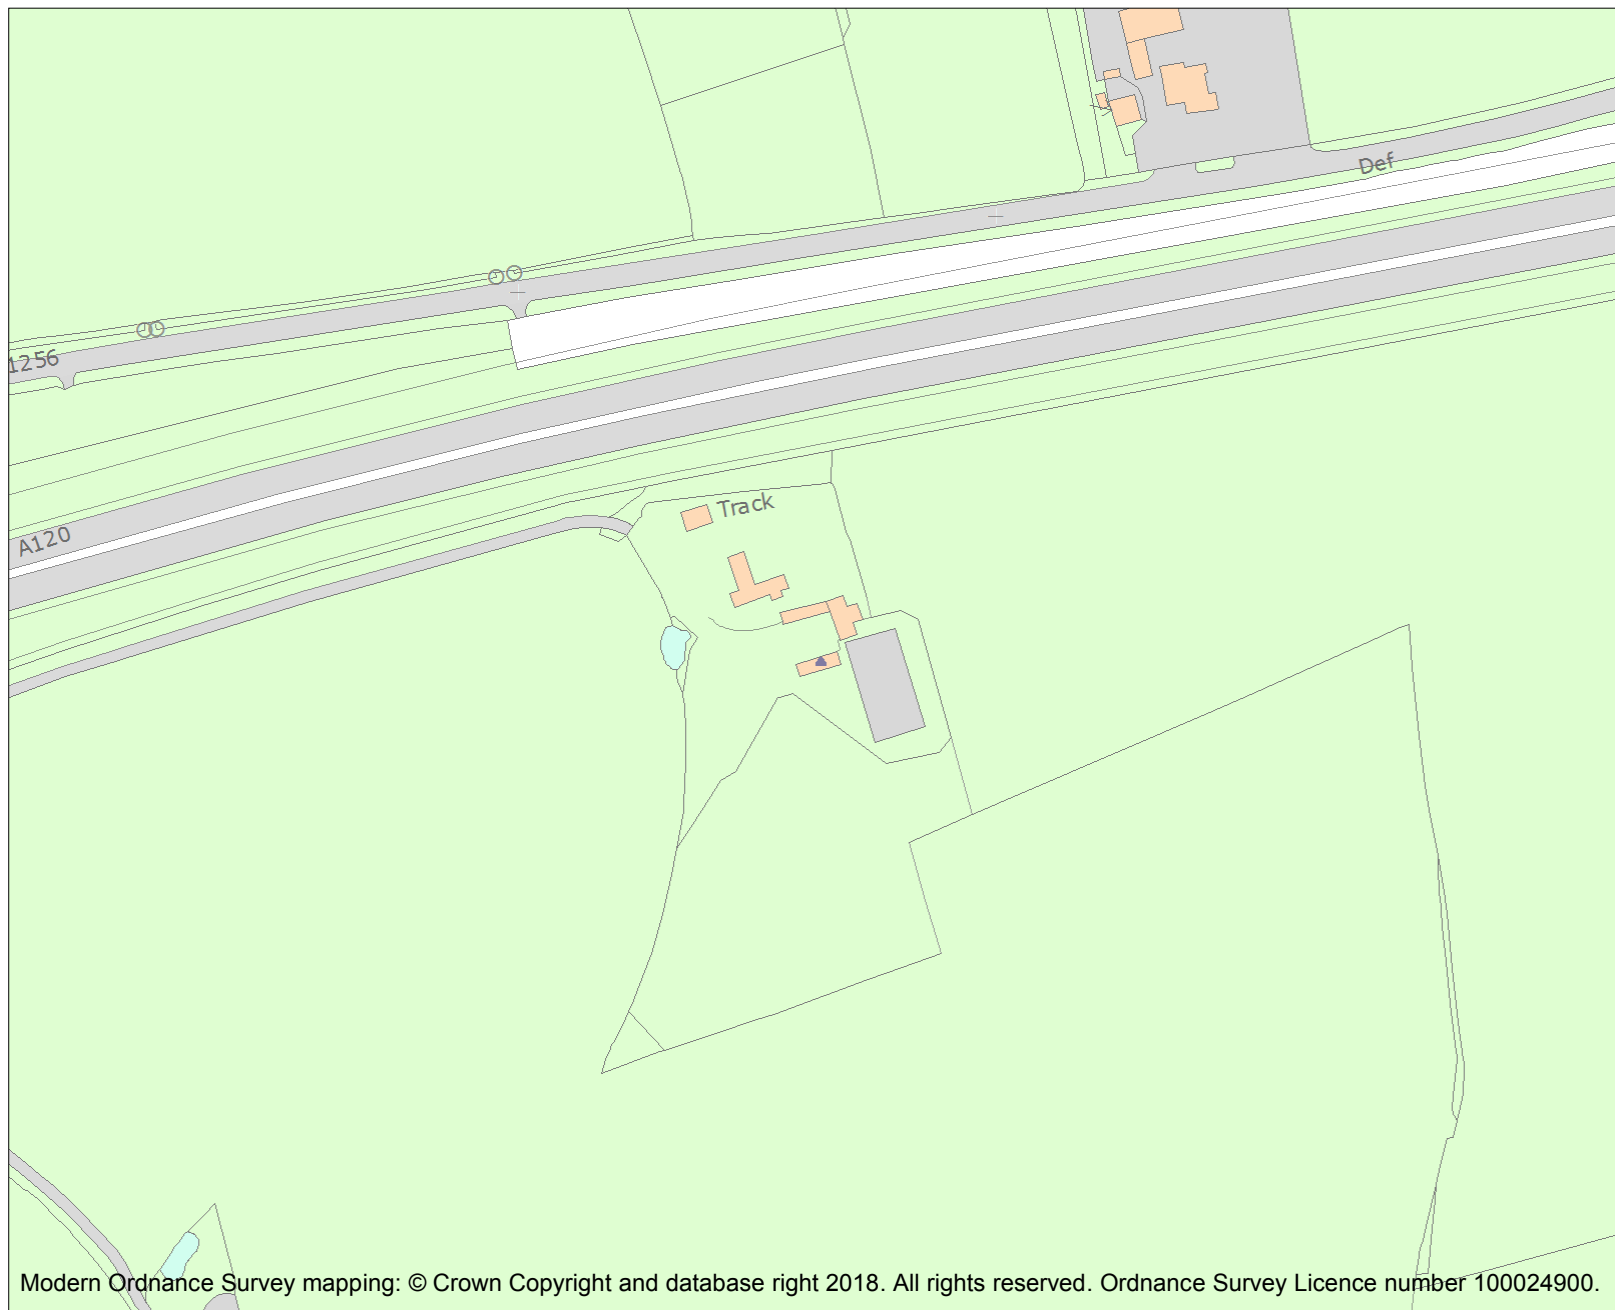 Def
1256
Track
A120
Modern Ordnance Survey mapping: © Crown Copyright and database right 2018. All rights reserved. Ordnance Survey Licence number 100024900.